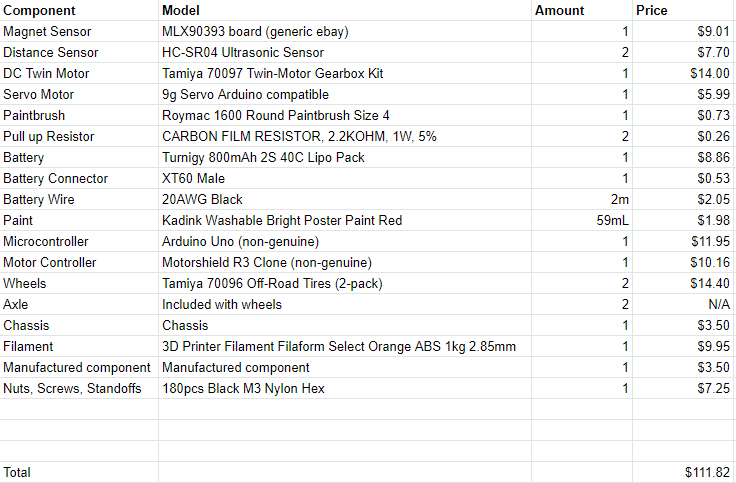 Component Model Amount Price
Magnet Sensor MLX90393 board (generic ebay) 1 $9.01
Distance Sensor HC-SR04 Ultrasonic Sensor 2 $7.70
DC Twin Motor Tamiya 70097 Twin-Motor Gearbox Kit 1 $14.00
Servo Motor 9g Servo Arduino compatible 1 $5.99
Paintbrush Roymac 1600 Round Paintbrush Size 4 1 $0.73
Pull up Resistor CARBON FILM RESISTOR, 2.2KOHM, 1W, 5% 2 $0.26
Battery Turnigy 800mAh 2S 40C Lipo Pack 1 $8.86
Battery Connector XT60 Male 1 $0.53
Battery Wire 20AWG Black 2m $2.05
Paint Kadink Washable Bright Poster Paint Red 59mL $1.98
Microcontroller Arduino Uno (non-genuine) 1 $11.95
Motor Controller Motorshield R3 Clone (non-genuine) 1 $10.16
Wheels Tamiya 70096 Off-Road Tires (2-pack) 2 $14.40
Axle Included with wheels 2 N/A
Chassis Chassis 1 $3.50
Filament 3D Printer Filament Filaform Select Orange ABS 1kg 2.85mm 1 $9.95
Manufactured component Manufactured component 1 $3.50
Nuts, Screws, Standoffs 180pcs Black M3 Nylon Hex 1 $7.25
Total $111.82